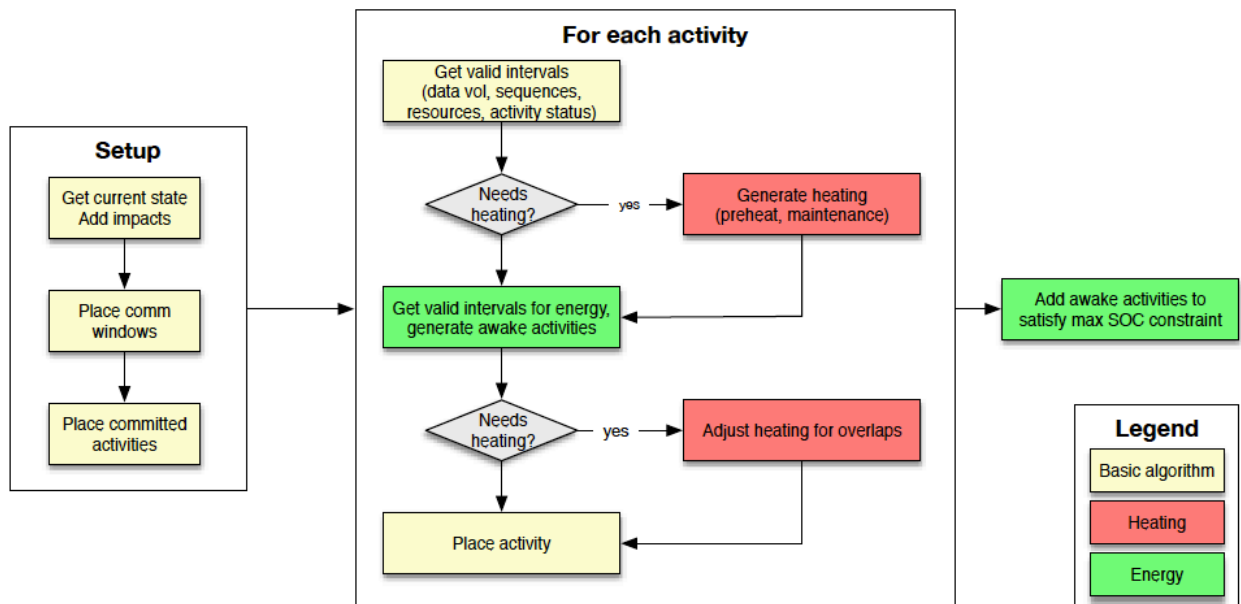 Setup
Get current state
Add impacts
Place comm
windows
Place committed
activities
For each activity
Get valid intervals
(data vol, sequences,
resources, activity status)
Needs
heating?
yes
Generate heating
(preheat, maintenance)
Get valid intervals for energy,
generate awake activities
Needs
heating?
yes
Adjust heating for overlaps
Place activity
Add awake activities to
satisfy max SOC constraint
Legend
Basic algorithm
Heating
Energy